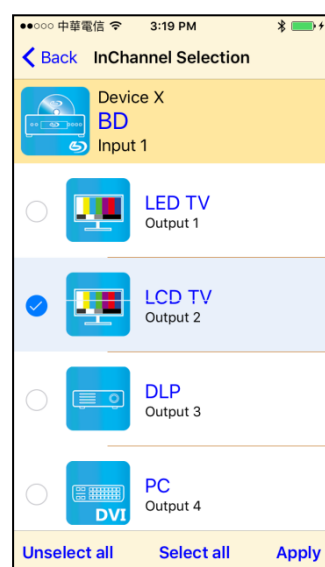 中華電信 3:19 PM
Back InChannel Selection
Device X
BD
Input 1
LED TV
Output 1
LCD TV
Output 2
DLP
Output 3
PC
Output 4
DVI
Unselect all Select all Apply